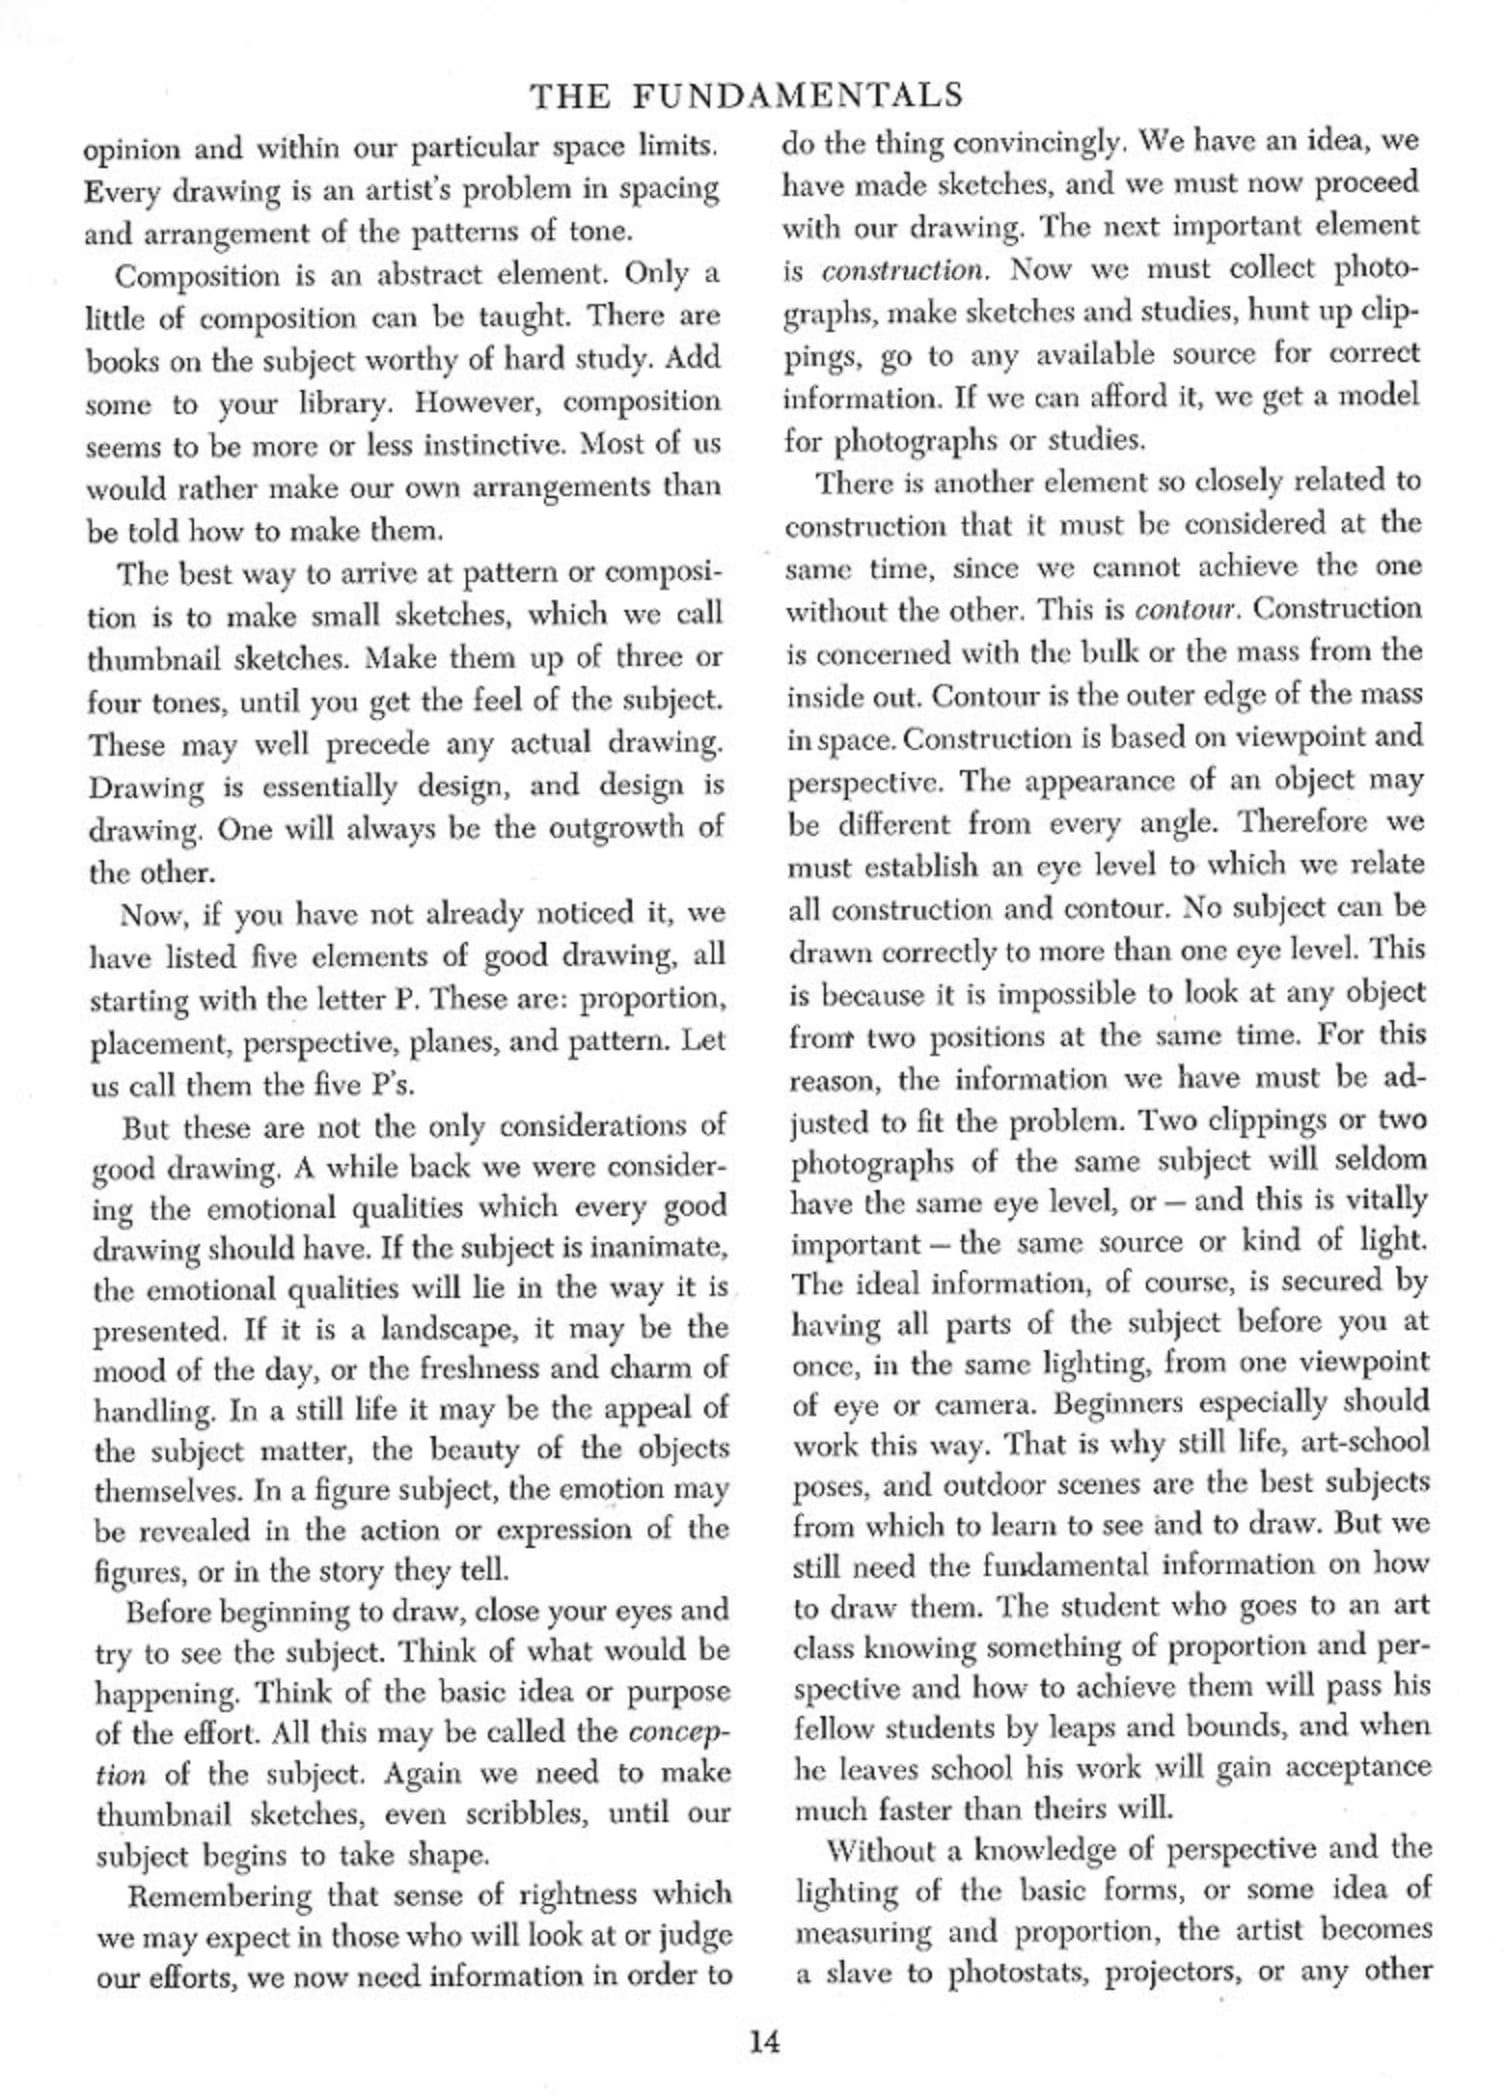 THE FUNDAMENTALS
opinion and within our particular space limits.
Every drawing is an artist's problem in spacing
and arrangement of the patterns of tone.
Composition is an abstract element. Only a
little of composition can be taught. There are
books on the subject worthy of hard study. Add
some to your library. However, composition
seems to be more or less instinctive. Most of us
would rather make our own arrangements than
be told how to make them.
The best way to arrive at pattern or composi-
tion is to make small sketches, which we call
thumbnail sketches. Make them up of three or
four tones, until you get the feel of the subject.
These may well precede any actual drawing.
Drawing is essentially design, and design is
drawing. One will always be the outgrowth of
the other.
Now, if you have not already noticed it, we
have listed five elements of good drawing, all
starting with the letter P. These are: proportion,
placement, perspective, planes, and pattern. Let
us call them the five P's.
But these are not the only considerations of
good drawing. A while back we were consider-
ing the emotional qualities which every good
drawing should have. If the subject is inanimate,
the emotional qualities will lie in the way it is
presented. If it is a landscape, it may be the
mood of the day, or the freshness and charm of
handling. In a still life it may be the appeal of
the subject matter, the beauty of the objects
themselves. In a figure subject, the emotion may
be revealed in the action or expression of the
figures, or in the story they tell.
Before beginning to draw, close your eyes and
try to see the subject. Think of what would be
happening. Think of the basic idea or purpose
of the effort. All this may be called the concep-
tion of the subject. Again we need to make
thumbnail sketches, even scribbles, until our
subject begins to take shape.
Remembering that sense of rightness which
we may expect in those who will look at or judge
our efforts, we now need information in order to
do the thing convincingly. We have an idea, we
have made sketches, and we must now proceed
with our drawing. The next important element
is construction. Now we must collect photo-
graphs, make sketches and studies, hunt up clip-
pings, go to any available source for correct
information. If we can afford it, we get a model
for photographs or studies.
There is another element so closely related to
construction that it must be considered at the
same time, since we cannot achieve the one
without the other. This is contour. Construction
is concerned with the bulk or the mass from the
inside out. Contour is the outer edge of the mass
in space. Construction is based on viewpoint and
perspective. The appearance of an object may
be different from every angle. Therefore we
must establish an eye level to which we relate
all construction and contour. No subject can be
drawn correctly to more than one eye level. This
is because it is impossible to look at any object
from two positions at the same time. For this
reason, the information we have must be ad-
justed to fit the problem. Two clippings or two
photographs of the same subject will seldom
have the same eye level, or — and this is vitally
important — the same source or kind of light.
The ideal information, of course, is secured by
having all parts of the subject before you at
once, in the same lighting, from one viewpoint
of eye or camera. Beginners especially should
work this way. That is why still life, art-school
poses, and outdoor scenes are the best subjects
from which to learn to see and to draw. But we
still need the fundamental information on how
to draw them. The student who goes to an art
class knowing something of proportion and per-
spective and how to achieve them will pass his
fellow students by leaps and bounds, and when
he leaves school his work will gain acceptance
much faster than theirs will.
Without a knowledge of perspective and the
lighting of the basic forms, or some idea of
measuring and proportion, the artist becomes
a slave to photostats, projectors, or any other
14